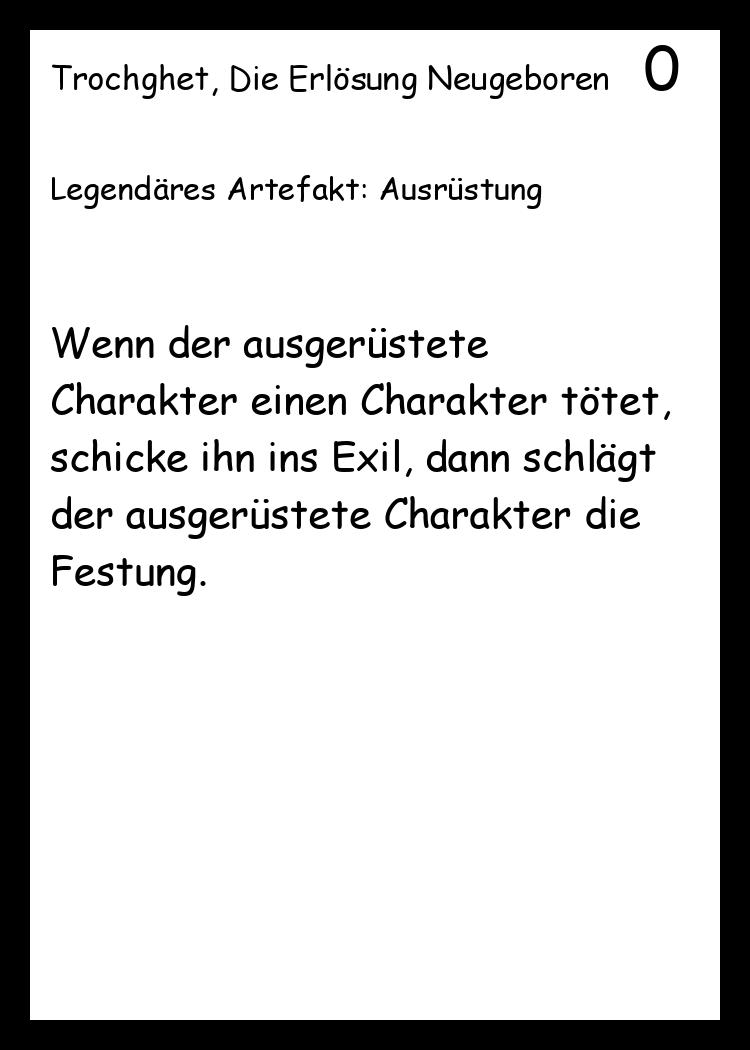 Trochghet, Die Erlösung Neugeboren 0
Legendäres Artefakt: Ausrüstung
Wenn der ausgerüstete
Charakter einen Charakter tötet,
schicke ihn ins Exil, dann schlägt
der ausgerüstete Charakter die
Festung.